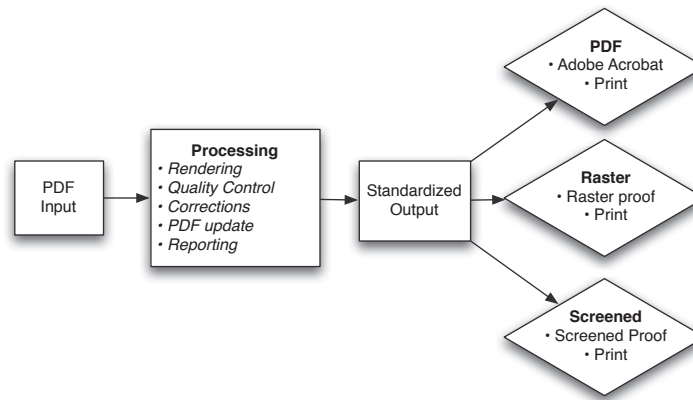 PDF
Input
Processing
• Rendering
• Quality Control
• Corrections
• PDF update
• Reporting
Standardized
Output
PDF
• Adobe Acrobat
• Print
Raster
• Raster proof
• Print
Screened
• Screened Proof
• Print